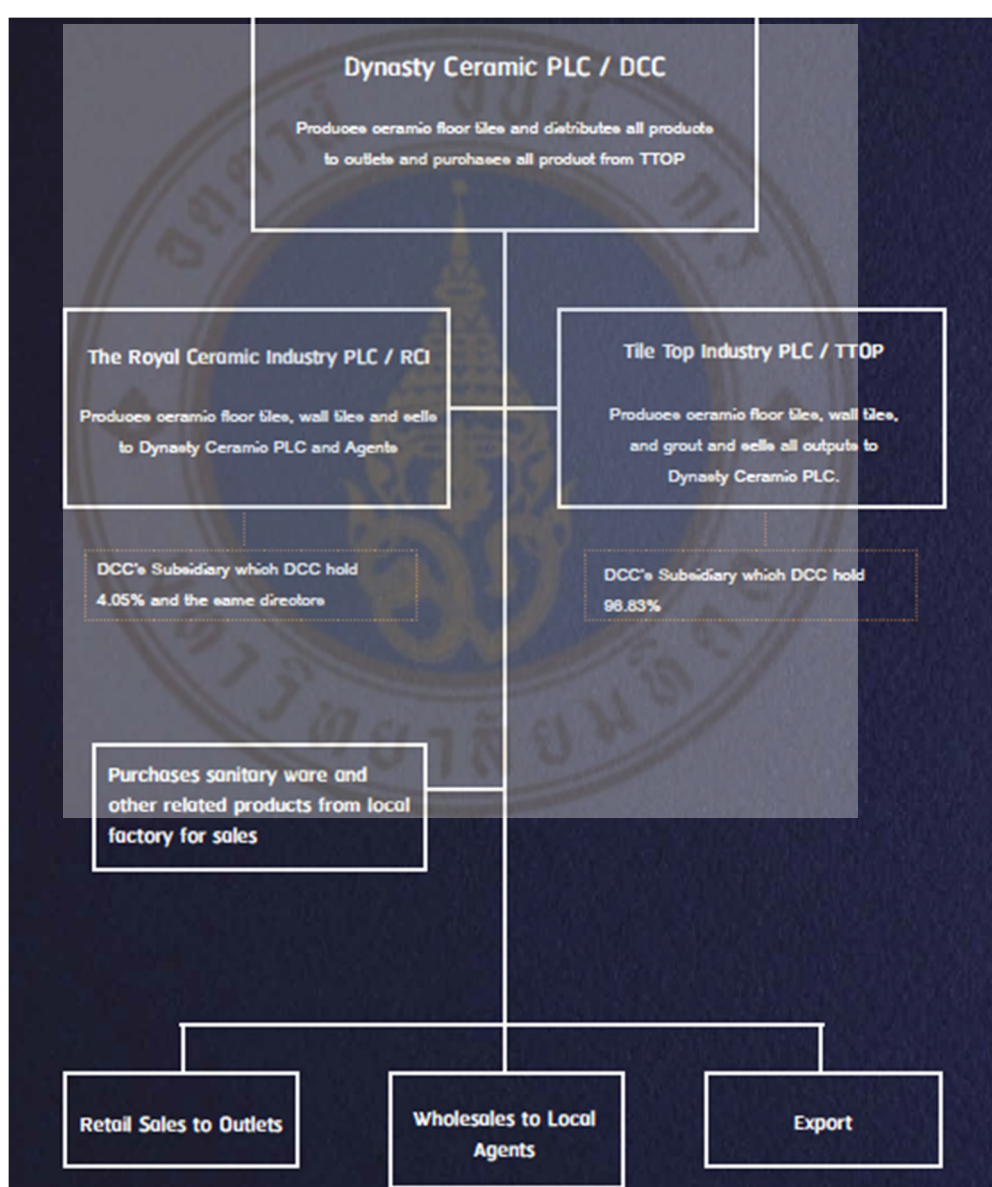 Dynasty Ceramic PLC / DCC
Produces ceramic floor tiles and distributes all products
to outlets and purchases all product from TTOP
The Royal Ceramic Industry PLC / RCI
Produces ceramic floor tiles, wall tiles and sells
to Dynasty Ceramic PLC and Agents
Tile Top Industry PLC / TTOP
Produces ceramic floor tiles, wall tiles,
and grout and sells all outputs to
Dynasty Ceramic PLC.
DCC's Subsidiary which DCC hold
4.05% and the same directors
DCC's Subsidiary which DCC hold
96.83%
Purchases sanitary ware and
other related products from local
factory for sales
Retail Sales to Outlets
Wholesales to Local
Agents
Export